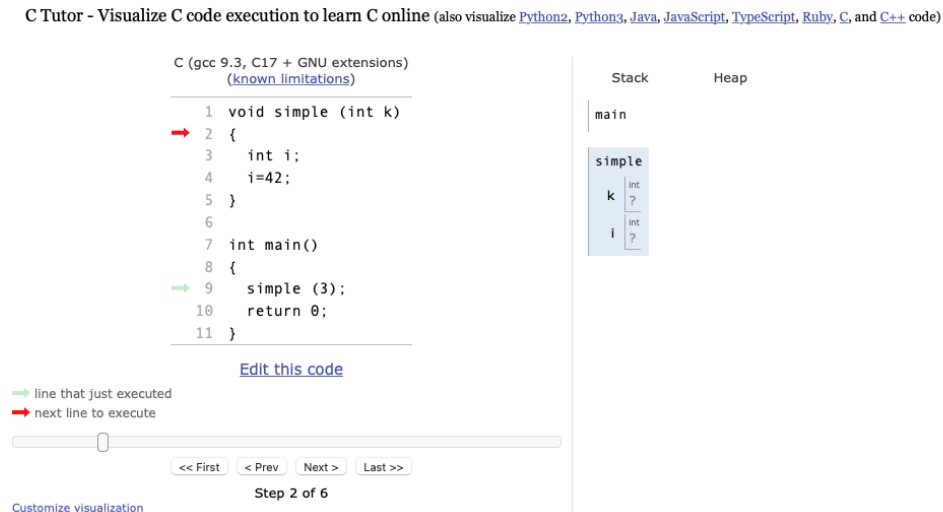 C Tutor - Visualize C code execution to learn C online (also visualize Python2, Python3, Java, JavaScript, TypeScript, Ruby, C, and C++ code)
C (gcc 9.3, C17 + GNU extensions)
(known limitations)
1 void simple (int k)
2 {
3 int i;
4 i=42;
5 }
6
7 int main()
8 {
9 simple (3);
10 return 0;
11 }
Edit this code
line that just executed
next line to execute
<< First < Prev Next > Last >>
Step 2 of 6
Customize visualization
Stack Heap
main
simple
int
k ?
int
i ?